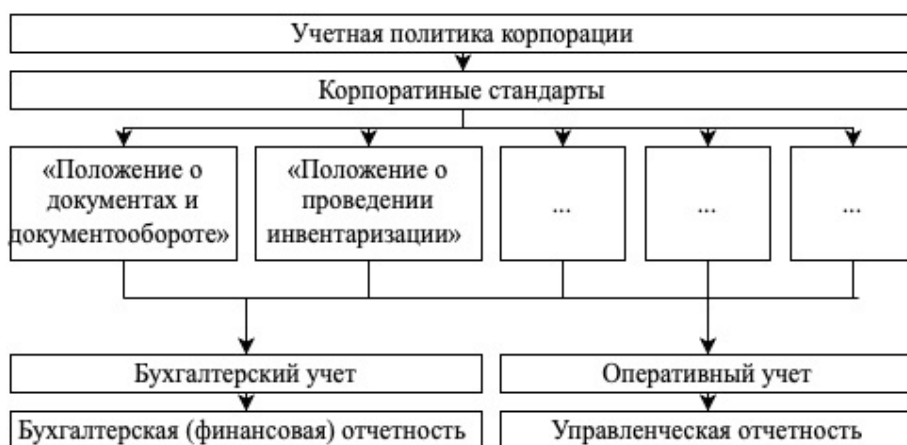 Учетная политика корпорации
Корпоратиные стандарты
«Положение о
документах и
документообороте»
«Положение о
проведении
инвентаризации»
...
...
...
Бухгалтерский учет
Оперативный учет
Бухгалтерская (финансовая) отчетность
Управленческая отчетность